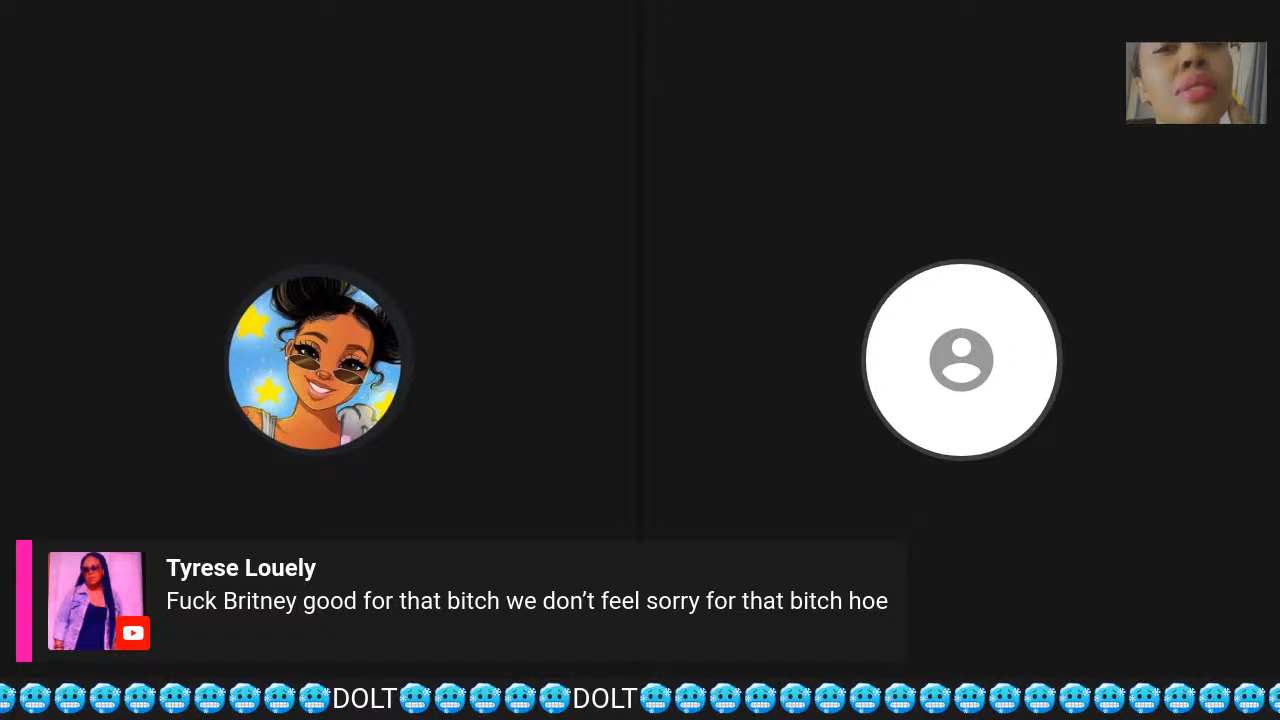 Tyrese Louely
Fuck Britney good for that bitch we don’t feel sorry for that bitch hoe
🥶🥶🥶🥶🥶🥶🥶🥶🥶🥶DOLT🥶🥶🥶🥶🥶DOLT🥶🥶🥶🥶🥶🥶🥶🥶🥶🥶🥶🥶🥶🥶🥶🥶🥶🥶🥶